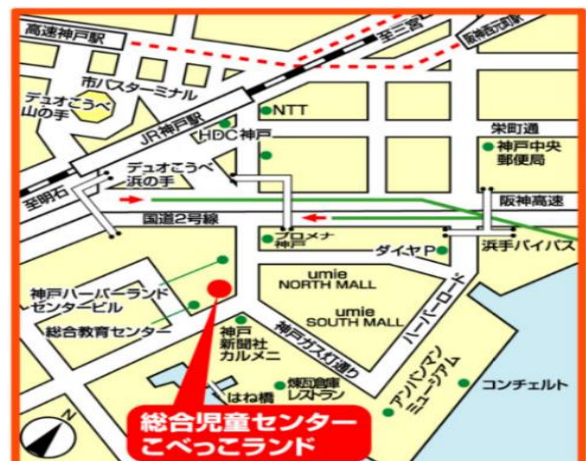 高速神戸駅
至三宮
阪神西元町駅
市バスターミナル
デュオこうべ
山の手
JR神戸駅
NTT
HDC神戸
栄町通
神戸中央
郵便局
デュオこうべ
浜の手
至明石
国道2号線
阪神高速
プロメナ
神戸
ダイヤP
浜手バイパス
umie
NORTH MALL
神戸ハーバーランド
センタービル
umie
SOUTH MALL
ハーバーロード
総合教育センター
神戸
新聞社
カルメニ
神戸ガス灯通り
はね橋
煉瓦倉庫
レストラン
アンパンマン
ミュージアム
コンチェルト
N
総合児童センター
こべっこランド